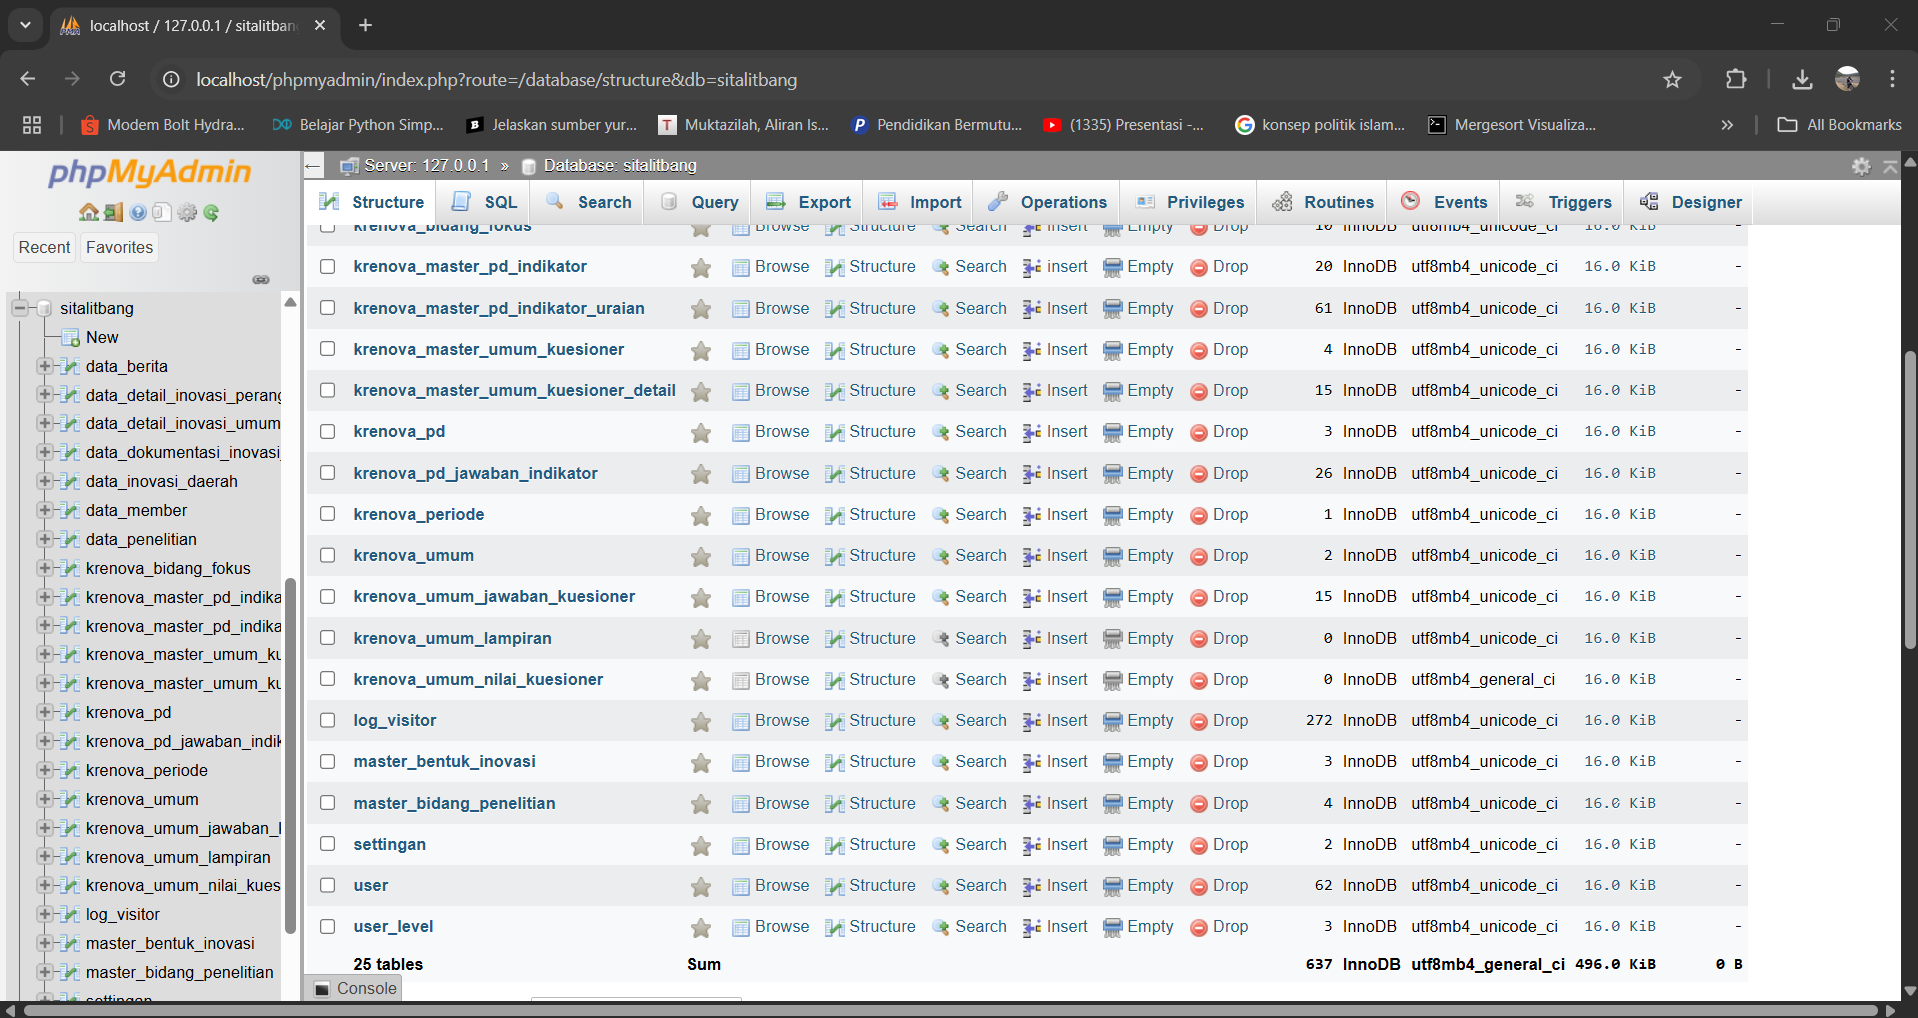 localhost / 127.0.0.1 / sitalitban
localhost/phpmyadmin/index.php?route=/database/structure&db=sitalitbang
Modem Bolt Hydra... Belajar Python Simp... Jelaskan sumber yur... Muktazilah, Aliran Is... Pendidikan Bermutu... (1335) Presentasi -... konsep politik islam... Mergesort Visualiza... » All Bookmarks
phpMyAdmin
Recent Favorites
sitalitbang
New
data_berita
data_detail_inovasi_perang
data_detail_inovasi_umum
data_dokumentasi_inovasi_
data_inovasi_daerah
data_member
data_penelitian
krenova_bidang_fokus
krenova_master_pd_indika
krenova_master_pd_indika
krenova_master_umum_ku
krenova_master_umum_ku
krenova_pd
krenova_pd_jawaban_indik
krenova_periode
krenova_umum
krenova_umum_jawaban_l
krenova_umum_lampiran
krenova_umum_nilai_kues
log_visitor
master_bentuk_inovasi
master_bidang_penelitian
settingan
Server: 127.0.0.1 » Database: sitalitbang
Structure SQL Search Query Export Import Operations Privileges Routines Events Triggers Designer
krenova_bidang_fokus Browse Structure Search Insert Empty Drop 10 InnoDB utf8mb4_unicode_ci 16.0 KiB -
krenova_master_pd_indikator Browse Structure Search Insert Empty Drop 20 InnoDB utf8mb4_unicode_ci 16.0 KiB -
krenova_master_pd_indikator_uraian Browse Structure Search Insert Empty Drop 61 InnoDB utf8mb4_unicode_ci 16.0 KiB -
krenova_master_umum_kuesioner Browse Structure Search Insert Empty Drop 4 InnoDB utf8mb4_unicode_ci 16.0 KiB -
krenova_master_umum_kuesioner_detail Browse Structure Search Insert Empty Drop 15 InnoDB utf8mb4_unicode_ci 16.0 KiB -
krenova_pd Browse Structure Search Insert Empty Drop 3 InnoDB utf8mb4_unicode_ci 16.0 KiB -
krenova_pd_jawaban_indikator Browse Structure Search Insert Empty Drop 26 InnoDB utf8mb4_unicode_ci 16.0 KiB -
krenova_periode Browse Structure Search Insert Empty Drop 1 InnoDB utf8mb4_unicode_ci 16.0 KiB -
krenova_umum Browse Structure Search Insert Empty Drop 2 InnoDB utf8mb4_unicode_ci 16.0 KiB -
krenova_umum_jawaban_kuesioner Browse Structure Search Insert Empty Drop 15 InnoDB utf8mb4_unicode_ci 16.0 KiB -
krenova_umum_lampiran Browse Structure Search Insert Empty Drop 0 InnoDB utf8mb4_unicode_ci 16.0 KiB -
krenova_umum_nilai_kuesioner Browse Structure Search Insert Empty Drop 0 InnoDB utf8mb4_general_ci 16.0 KiB -
log_visitor Browse Structure Search Insert Empty Drop 272 InnoDB utf8mb4_unicode_ci 16.0 KiB -
master_bentuk_inovasi Browse Structure Search Insert Empty Drop 3 InnoDB utf8mb4_unicode_ci 16.0 KiB -
master_bidang_penelitian Browse Structure Search Insert Empty Drop 4 InnoDB utf8mb4_unicode_ci 16.0 KiB -
settingan Browse Structure Search Insert Empty Drop 2 InnoDB utf8mb4_unicode_ci 16.0 KiB -
user Browse Structure Search Insert Empty Drop 62 InnoDB utf8mb4_unicode_ci 16.0 KiB -
user_level Browse Structure Search Insert Empty Drop 3 InnoDB utf8mb4_unicode_ci 16.0 KiB -
25 tables Sum 637 InnoDB utf8mb4_general_ci 496.0 KiB 0 B
Console